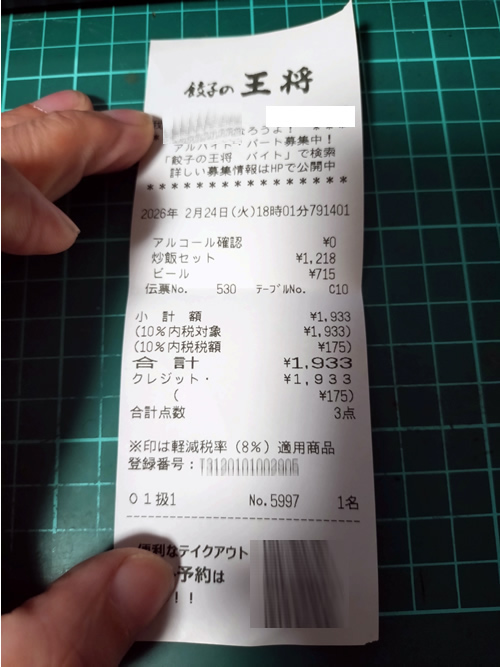 餃子の 王将
なろうよ!
アルバイト・パート募集中!
「餃子の王将 バイト」で検索
詳しい募集情報はHPで公開中
****************
2026年 2月24日(火)18時01分791401
アルコール確認 ¥0
炒飯セット ¥1,218
ビール ¥715
伝票No. 530 テーブルNo. C10
小計額 ¥1,933
(10%内税対象 ¥1,933)
(10%内税税額 ¥175)
合計 ¥1,933
クレジット・ ¥1,933
( ¥175)
合計点数 3点
※印は軽減税率(8%)適用商品
登録番号:
01扱1 No.5997 1名
便利なテイクアウト
予約は
!!